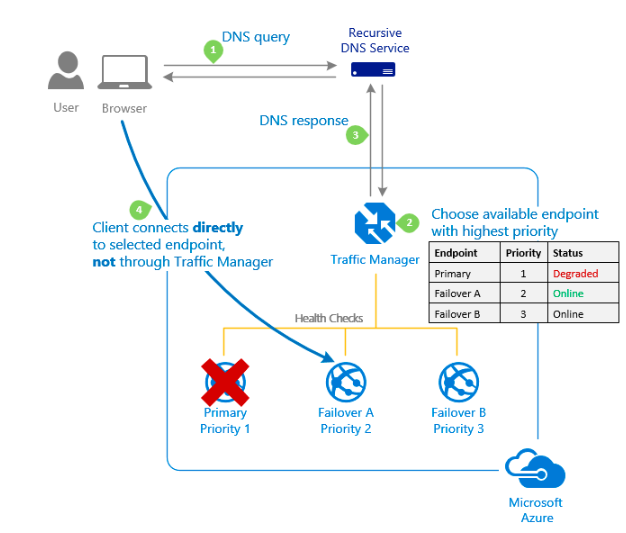 DNS query
1
Recursive
DNS Service
User
Browser
DNS response
3
4
Client connects directly
to selected endpoint,
not through Traffic Manager
2
Choose available endpoint
with highest priority
Traffic Manager
Endpoint Priority Status
Primary 1 Degraded
Failover A 2 Online
Failover B 3 Online
Health Checks
Primary
Priority 1
Failover A
Priority 2
Failover B
Priority 3
Microsoft
Azure